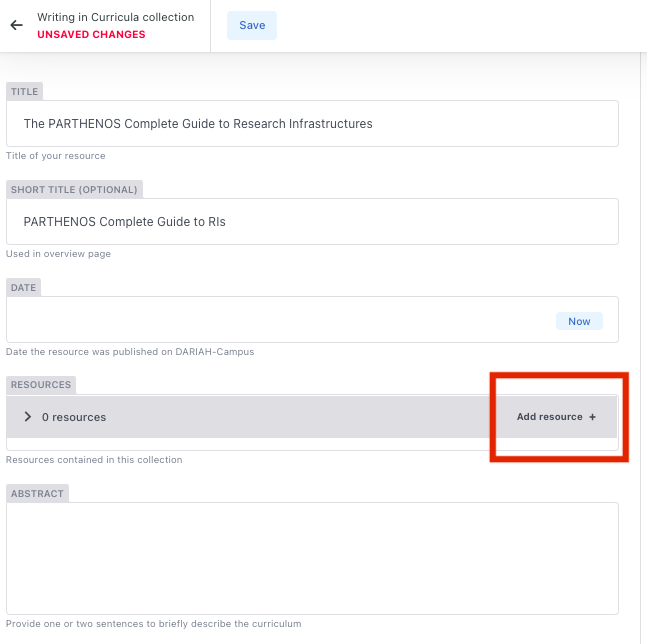 Writing in Curricula collection
UNSAVED CHANGES
Save
TITLE
The PARTHENOS Complete Guide to Research Infrastructures
Title of your resource
SHORT TITLE (OPTIONAL)
PARTHENOS Complete Guide to RIs
Used in overview page
DATE
Now
Date the resource was published on DARIAH-Campus
RESOURCES
0 resources
Add resource +
Resources contained in this collection
ABSTRACT
Provide one or two sentences to briefly describe the curriculum